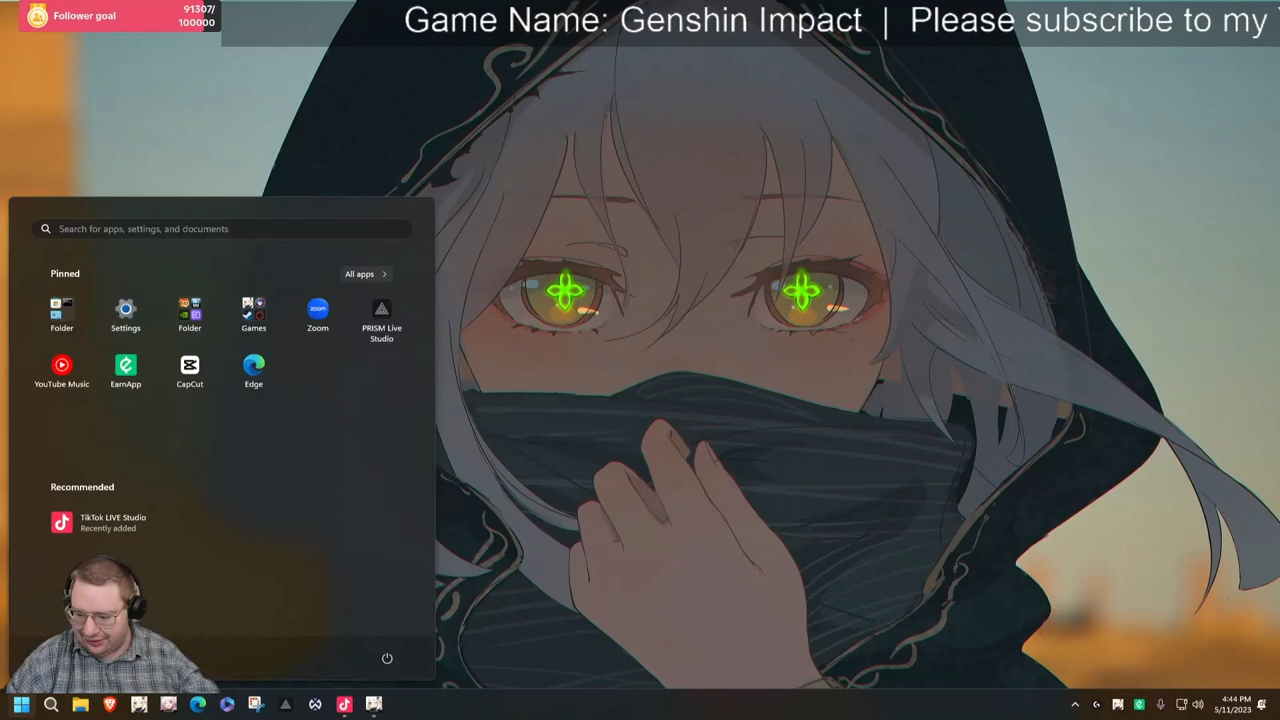 Follower goal
91307/
100000
Game Name: Genshin Impact | Please subscribe to my
Search for apps, settings, and documents
Pinned
All apps
Folder
Settings
Folder
Games
Zoom
PRISM Live
Studio
YouTube Music
EarnApp
CapCut
Edge
Recommended
TikTok LIVE Studio
Recently added
4:44 PM
5/11/2023